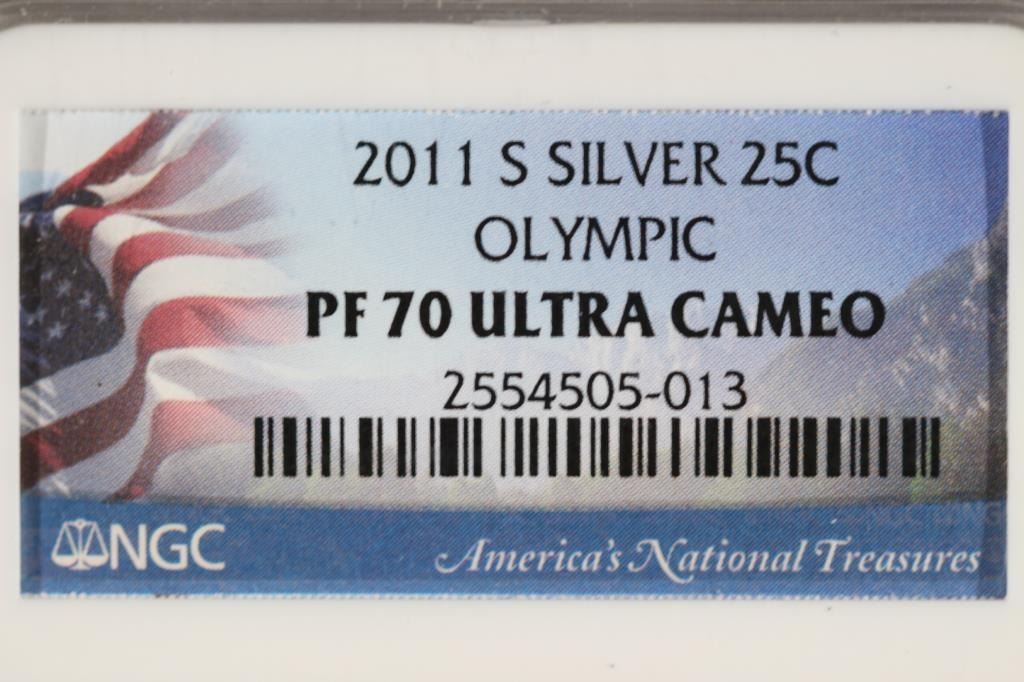 2011 S SILVER 25C
OLYMPIC
PF 70 ULTRA CAMEO
2554505-013
NGC America's National Treasures